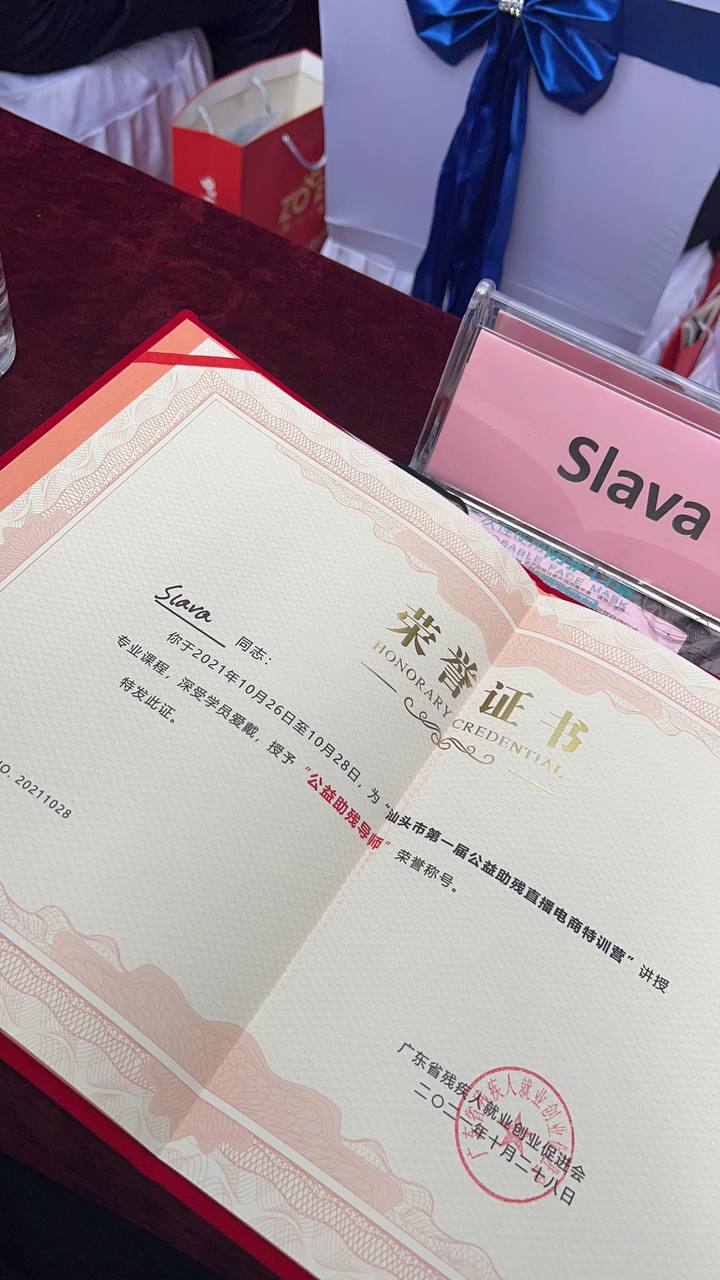 ZO
Slava
DISPOSABLE FACE MASK
荣誉证书
HONORARY CREDENTIAL
Slava 同志：
你于2021年10月26日至10月28日，为“汕头市第一届公益助残直播电商特训营”讲授
专业课程，深受学员爱戴，授予“公益助残导师”荣誉称号。
特发此证。
NO. 20211028
广东省残疾人就业创业促进会
二〇二一年十月二十八日